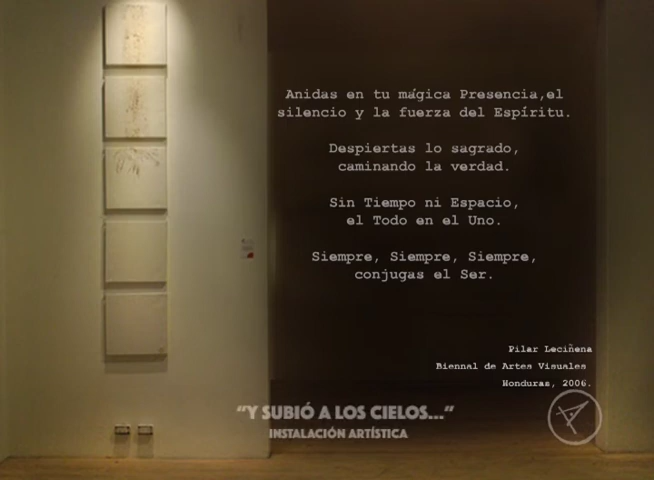 Anidas en tu mágica Presencia,el
silencio y la fuerza del Espíritu.
Despiertas lo sagrado,
caminando la verdad.
Sin Tiempo ni Espacio,
el Todo en el Uno.
Siempre, Siempre, Siempre,
conjugas el Ser.
Pilar Leciñena
Biennal de Artes Visuales
Honduras, 2006.
"Y SUBIÓ A LOS CIELOS..."
INSTALACIÓN ARTÍSTICA